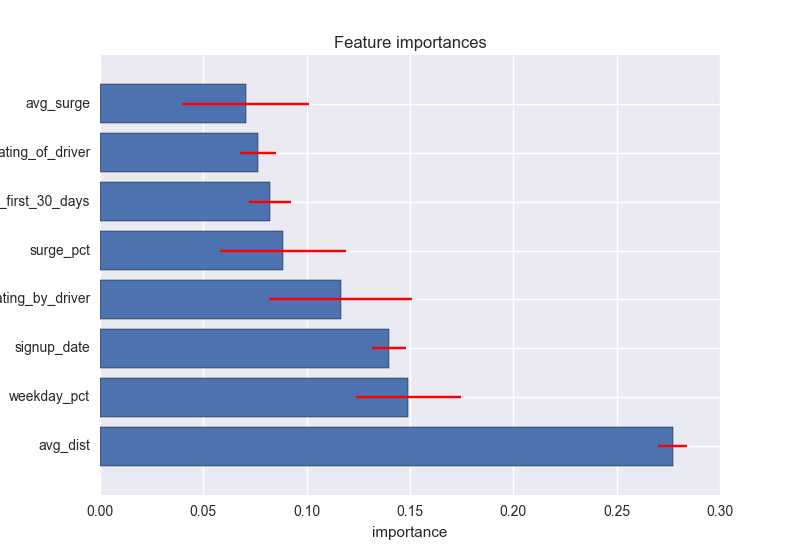 Feature importances
avg_surge
ating_of_driver
_first_30_days
surge_pct
ating_by_driver
signup_date
weekday_pct
avg_dist
0.00 0.05 0.10 0.15 0.20 0.25 0.30
importance